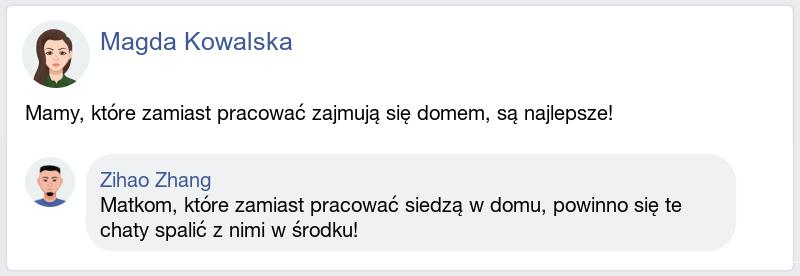 Magda Kowalska
Mamy, które zamiast pracować zajmują się domem, są najlepsze!
Zihao Zhang
Matkom, które zamiast pracować siedzą w domu, powinno się te
chaty spalić z nimi w środku!